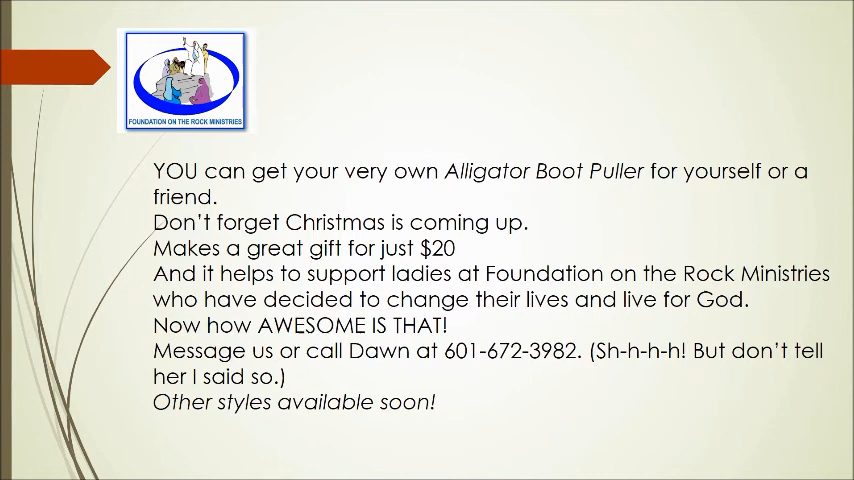 FOUNDATION ON THE ROCK MINISTRIES
YOU can get your very own Alligator Boot Puller for yourself or a
friend.
Don't forget Christmas is coming up.
Makes a great gift for just $20
And it helps to support ladies at Foundation on the Rock Ministries
who have decided to change their lives and live for God.
Now how AWESOME IS THAT!
Message us or call Dawn at 601-672-3982. (Sh-h-h-h! But don't tell
her I said so.)
Other styles available soon!